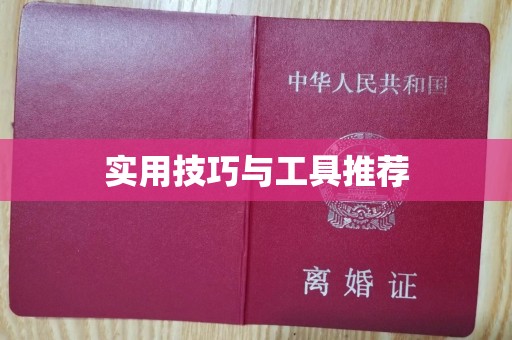 中华人民共和国
实用技巧与工具推荐
离婚证